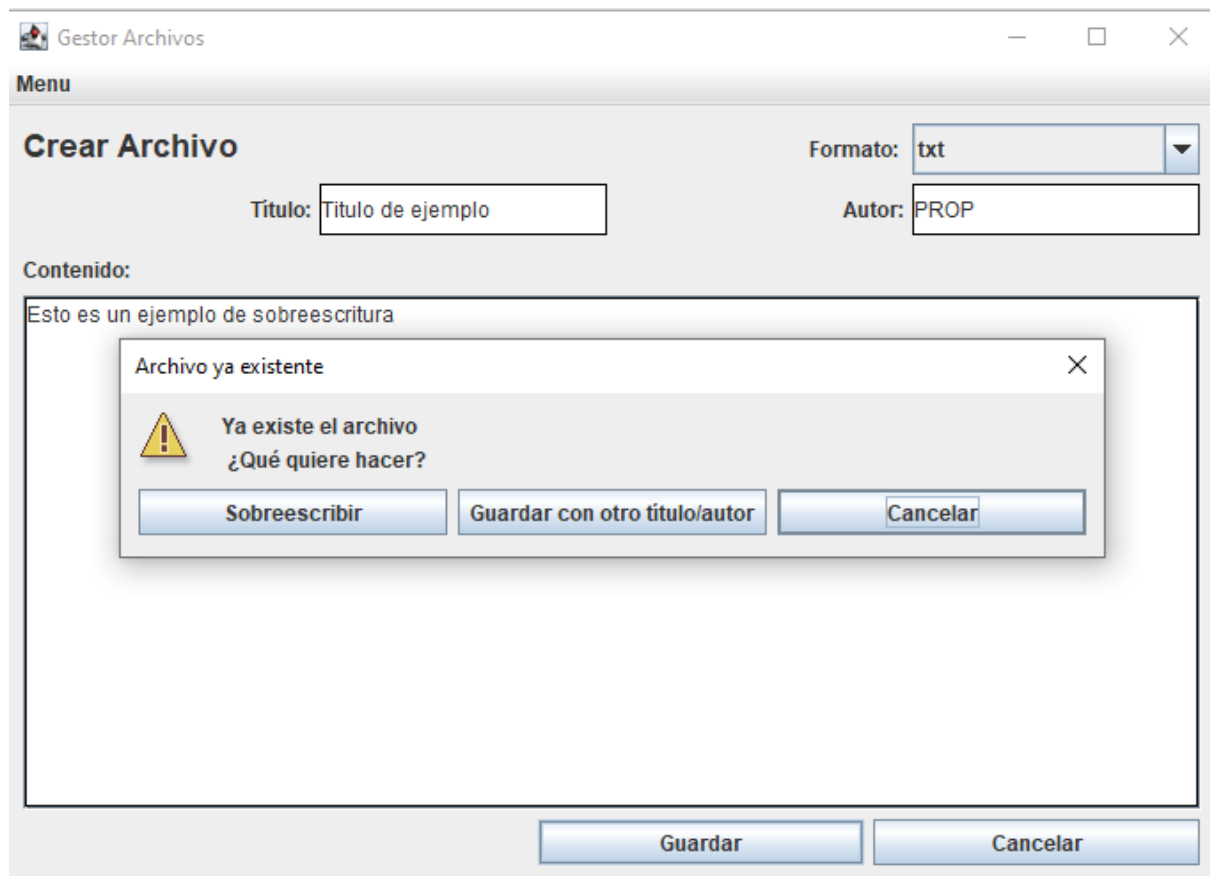 Gestor Archivos
Menu
Crear Archivo
Formato: txt
Título: Titulo de ejemplo
Autor: PROP
Contenido:
Esto es un ejemplo de sobreescritura
Archivo ya existente
Ya existe el archivo
¿Qué quiere hacer?
Sobreescribir
Guardar con otro título/autor
Cancelar
Guardar
Cancelar